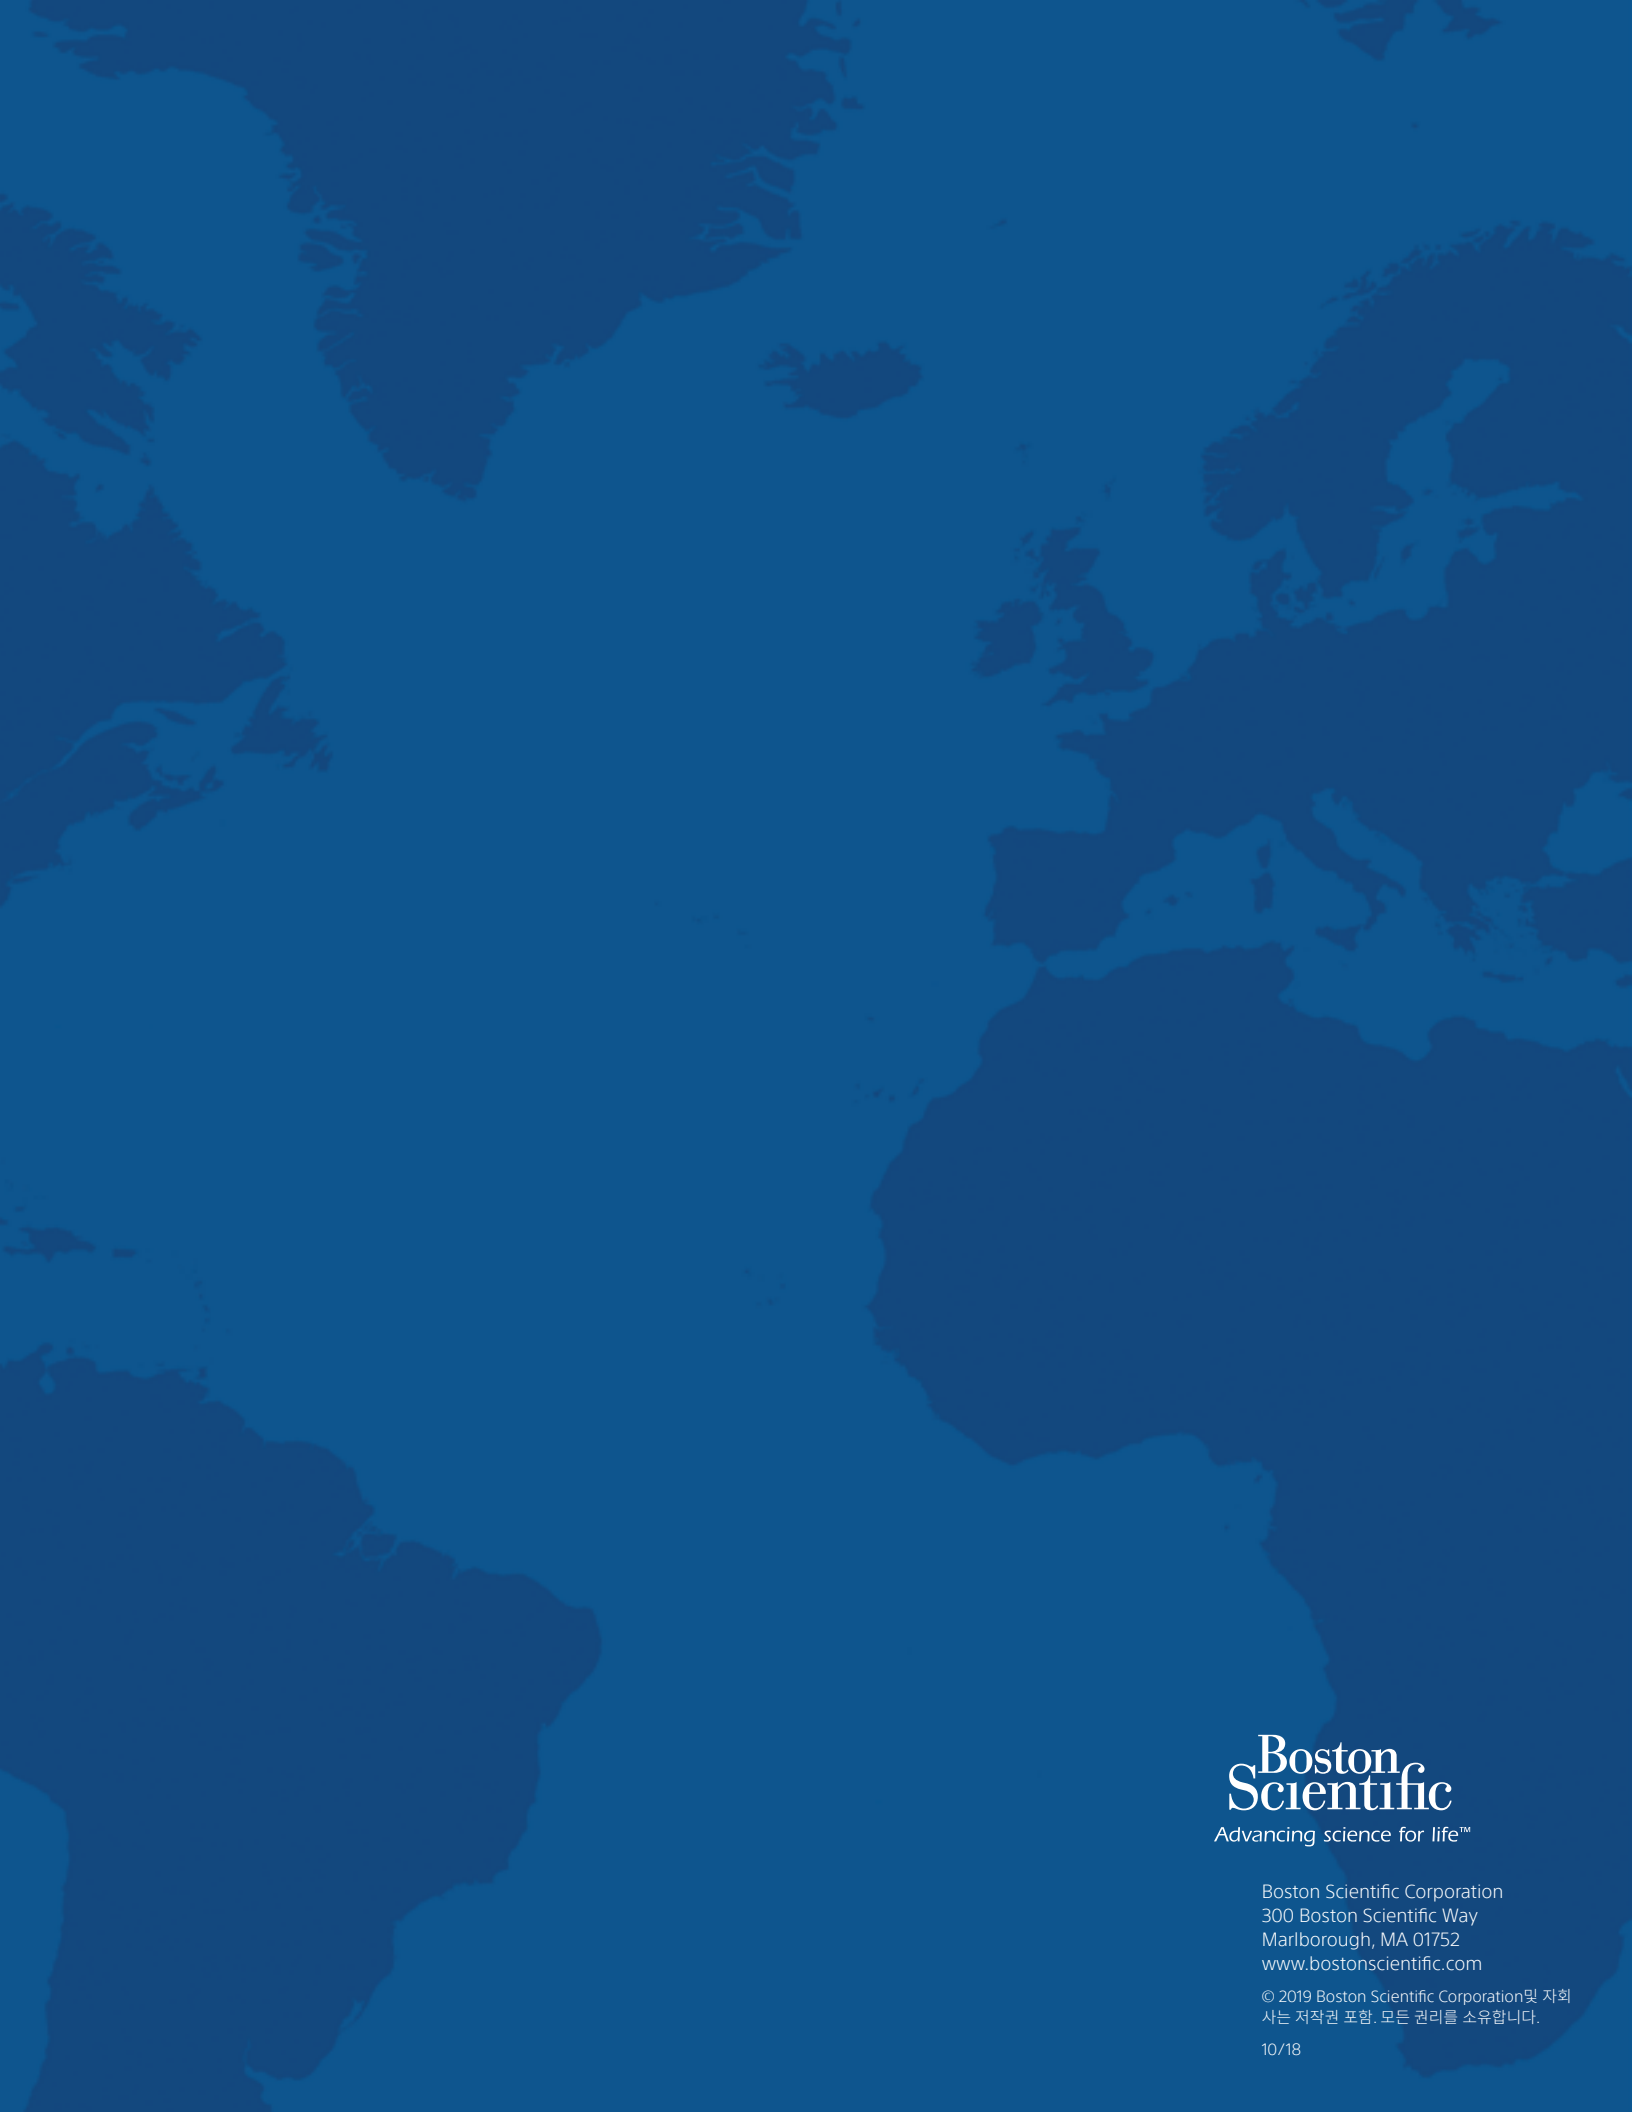 Boston
Scientific
Advancing science for life™
Boston Scientific Corporation
300 Boston Scientific Way
Marlborough, MA 01752
www.bostonscientific.com
© 2019 Boston Scientific Corporation및 자회
사는 저작권 포함. 모든 권리를 소유합니다.
10/18